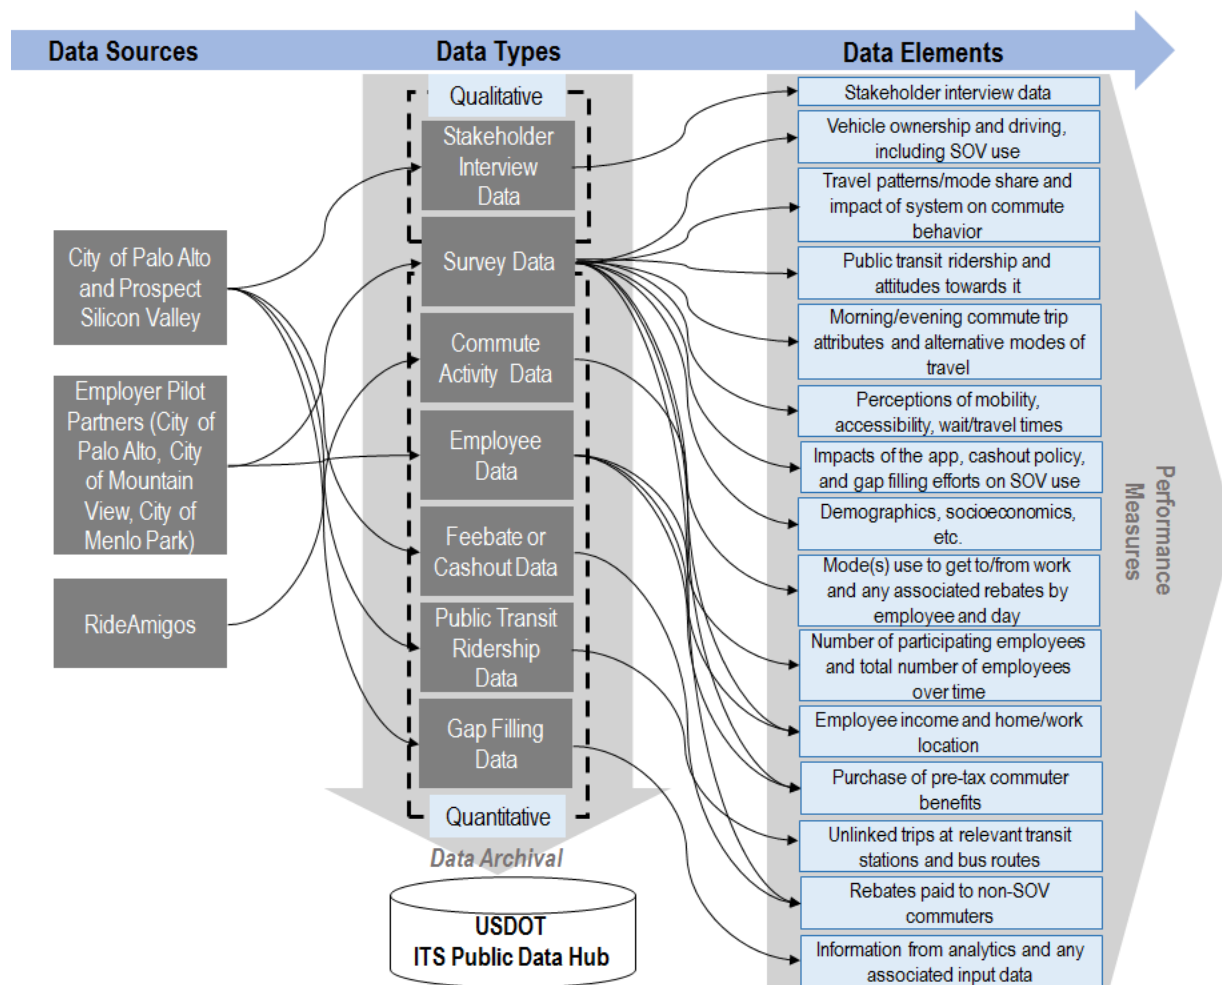 Data Sources
Data Types
Data Elements
City of Palo Alto
and Prospect
Silicon Valley
Employer Pilot
Partners (City of
Palo Alto, City
of Mountain
View, City of
Menlo Park)
RideAmigos
Qualitative
Stakeholder
Interview
Data
Survey Data
Commute
Activity Data
Employee
Data
Feebate or
Cashout Data
Public Transit
Ridership
Data
Gap Filling
Data
Quantitative
Data Archival
USDOT
ITS Public Data Hub
Stakeholder interview data
Vehicle ownership and driving,
including SOV use
Travel patterns/mode share and
impact of system on commute
behavior
Public transit ridership and
attitudes towards it
Morning/evening commute trip
attributes and alternative modes of
travel
Perceptions of mobility,
accessibility, wait/travel times
Impacts of the app, cashout policy,
and gap filling efforts on SOV use
Demographics, socioeconomics,
etc.
Mode(s) use to get to/from work
and any associated rebates by
employee and day
Number of participating employees
and total number of employees
over time
Employee income and home/work
location
Purchase of pre-tax commuter
benefits
Unlinked trips at relevant transit
stations and bus routes
Rebates paid to non-SOV
commuters
Information from analytics and any
associated input data
Performance
Measures